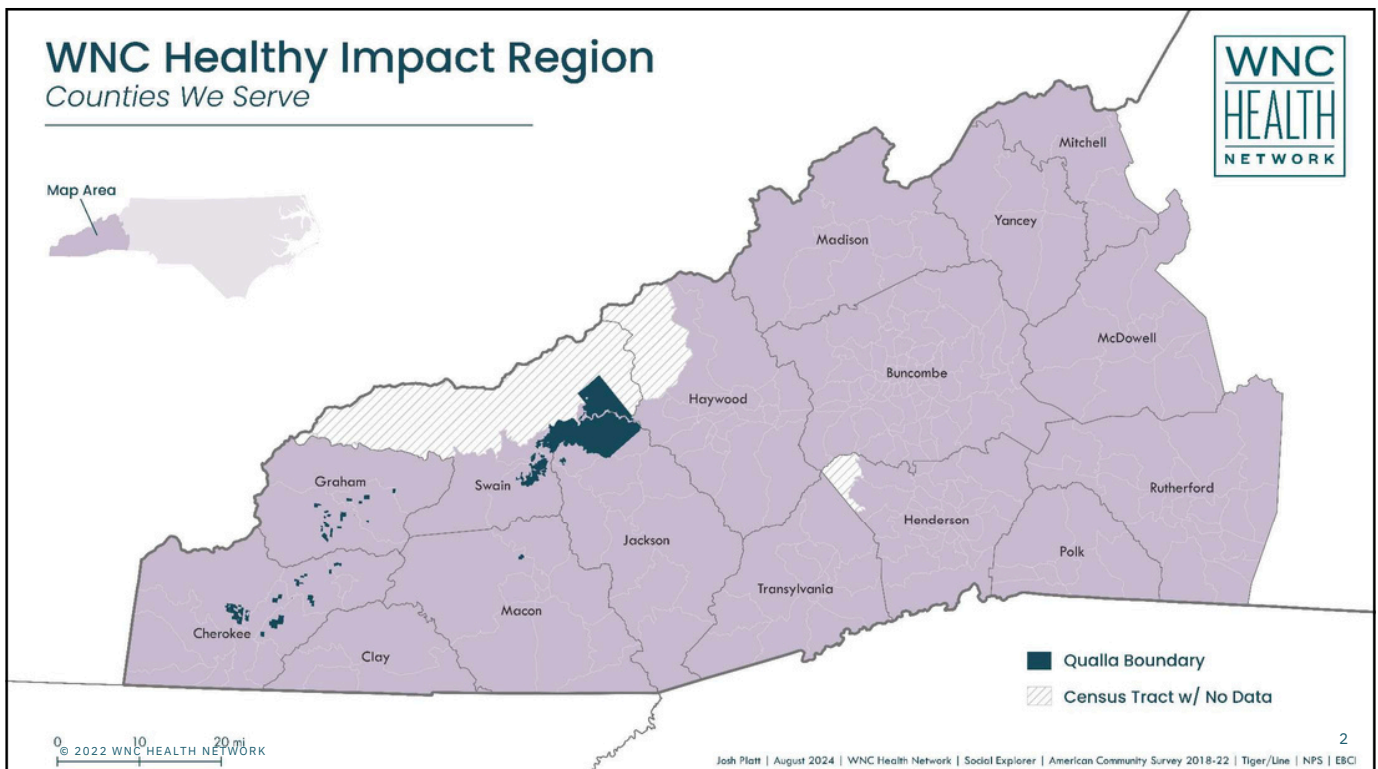 WNC Healthy Impact Region
Counties We Serve
WNC
HEALTH
NETWORK
Map Area
Mitchell
Yancey
Madison
McDowell
Buncombe
Haywood
Graham
Swain
Rutherford
Henderson
Jackson
Polk
Transylvania
Macon
Cherokee
Clay
Qualla Boundary
Census Tract w/ No Data
0 10 20 mi
© 2022 WNC HEALTH NETWORK
2
Josh Platt | August 2024 | WNC Health Network | Social Explorer | American Community Survey 2018-22 | Tiger/Line | NPS | EBCI